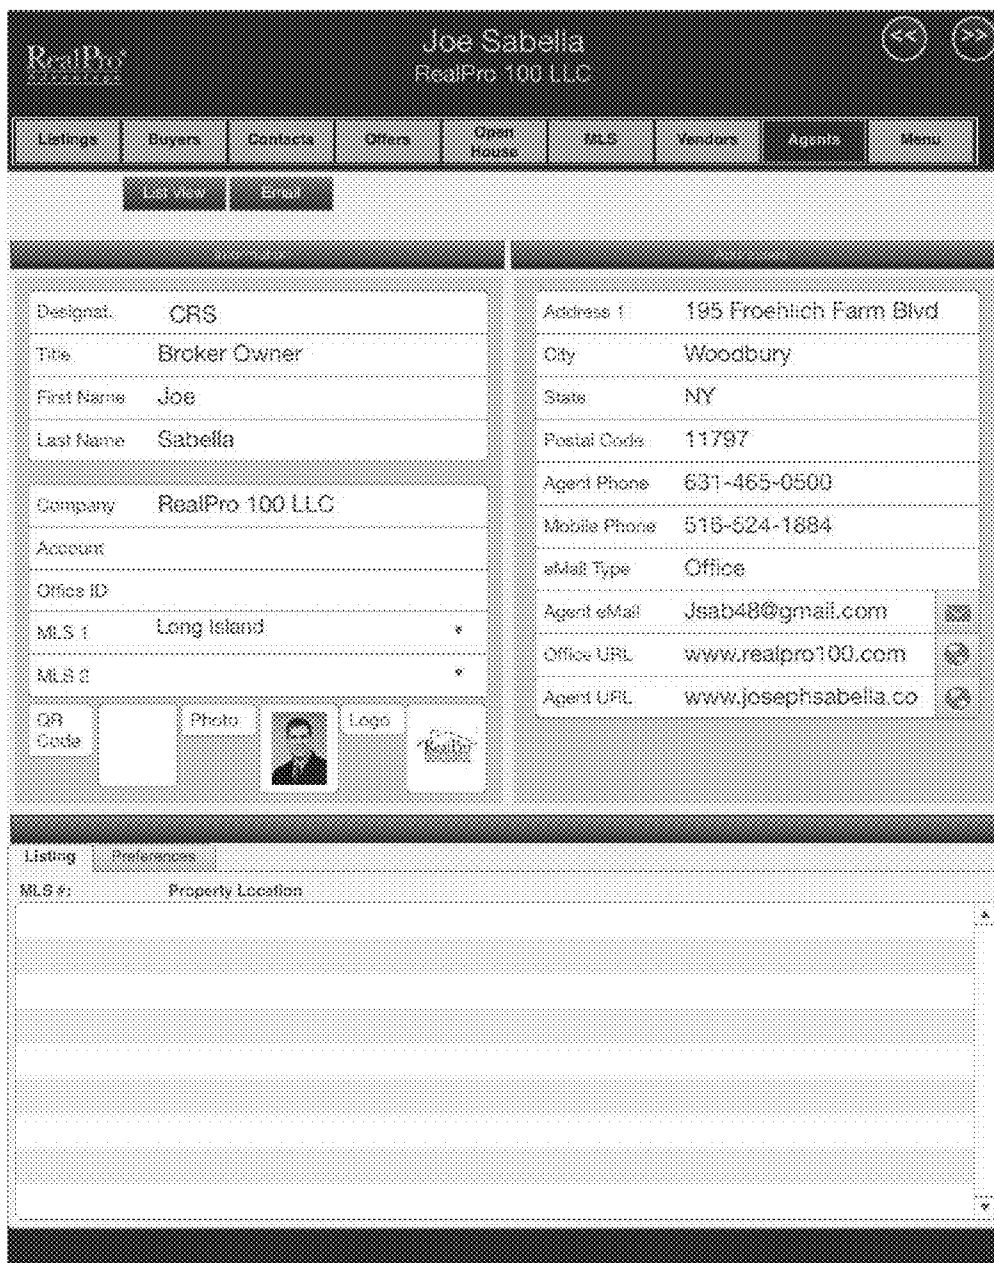 Joe Sabella
RealPro 100 LLC
<< >>
RealPro
Listings Buyers Contacts Offers Open House MLS Vendors Agents Menu
Email
Designat. CRS
Title Broker Owner
First Name Joe
Last Name Sabella
Company RealPro 100 LLC
Account
Office ID
MLS 1 Long Island
MLS 2
QR Code
Photo
Logo
RealPro
Address 1 195 Froehlich Farm Blvd
City Woodbury
State NY
Postal Code 11797
Agent Phone 631-465-0500
Mobile Phone 516-524-1684
eMail Type Office
Agent eMail Jsab48@gmail.com
Office URL www.realpro100.com
Agent URL www.josephsabella.co
Listing Preferences
MLS #: Property Location